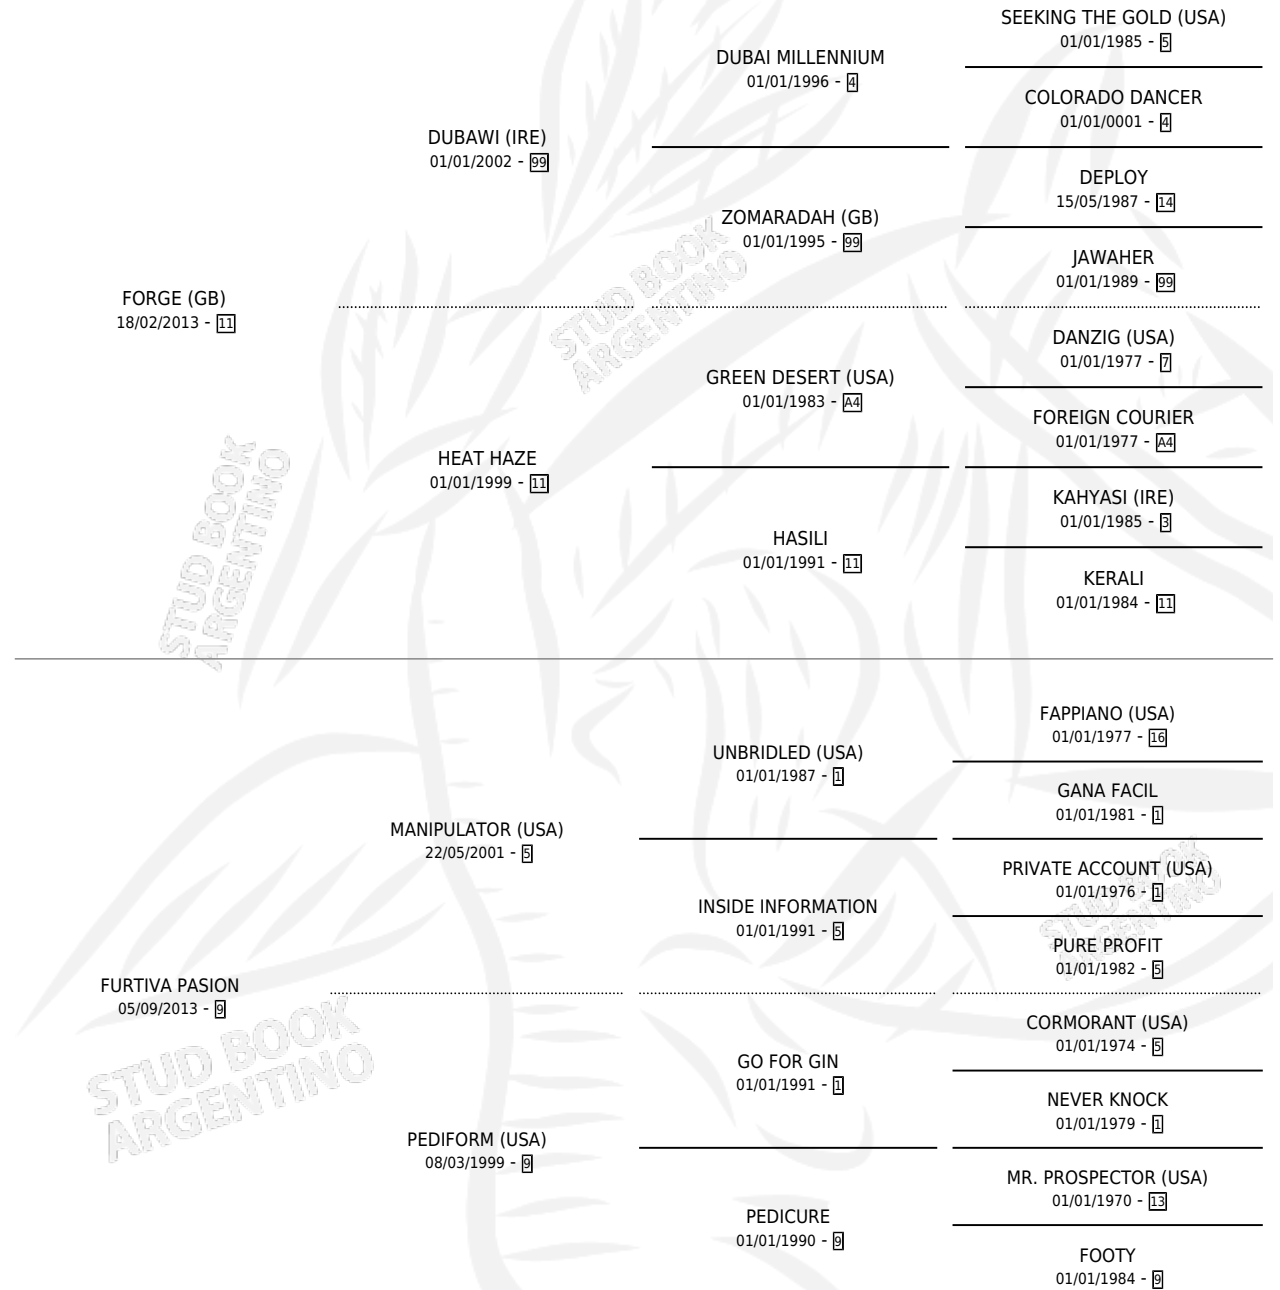 SEEKING THE GOLD (USA)
01/01/1985 - 5
DUBAI MILLENNIUM
01/01/1996 - 4
COLORADO DANCER
01/01/0001 - 4
DUBAWI (IRE)
01/01/2002 - 99
DEPLOY
15/05/1987 - 14
ZOMARADAH (GB)
01/01/1995 - 99
JAWAHER
01/01/1989 - 99
FORGE (GB)
18/02/2013 - 11
DANZIG (USA)
01/01/1977 - 7
GREEN DESERT (USA)
01/01/1983 - A4
FOREIGN COURIER
01/01/1977 - A4
HEAT HAZE
01/01/1999 - 11
KAHYASI (IRE)
01/01/1985 - 3
HASILI
01/01/1991 - 11
KERALI
01/01/1984 - 11
FAPPIANO (USA)
01/01/1977 - 16
UNBRIDLED (USA)
01/01/1987 - 1
GANA FACIL
01/01/1981 - 1
MANIPULATOR (USA)
22/05/2001 - 5
PRIVATE ACCOUNT (USA)
01/01/1976 - 1
INSIDE INFORMATION
01/01/1991 - 5
PURE PROFIT
01/01/1982 - 5
FURTIVA PASION
05/09/2013 - 9
CORMORANT (USA)
01/01/1974 - 5
GO FOR GIN
01/01/1991 - 1
NEVER KNOCK
01/01/1979 - 1
PEDIFORM (USA)
08/03/1999 - 9
MR. PROSPECTOR (USA)
01/01/1970 - 13
PEDICURE
01/01/1990 - 9
FOOTY
01/01/1984 - 9
STUD BOOK
ARGENTINO
STUD BOOK
ARGENTINO
STUD BOOK
ARGENTINO
STUD BOOK
ARGENTINO